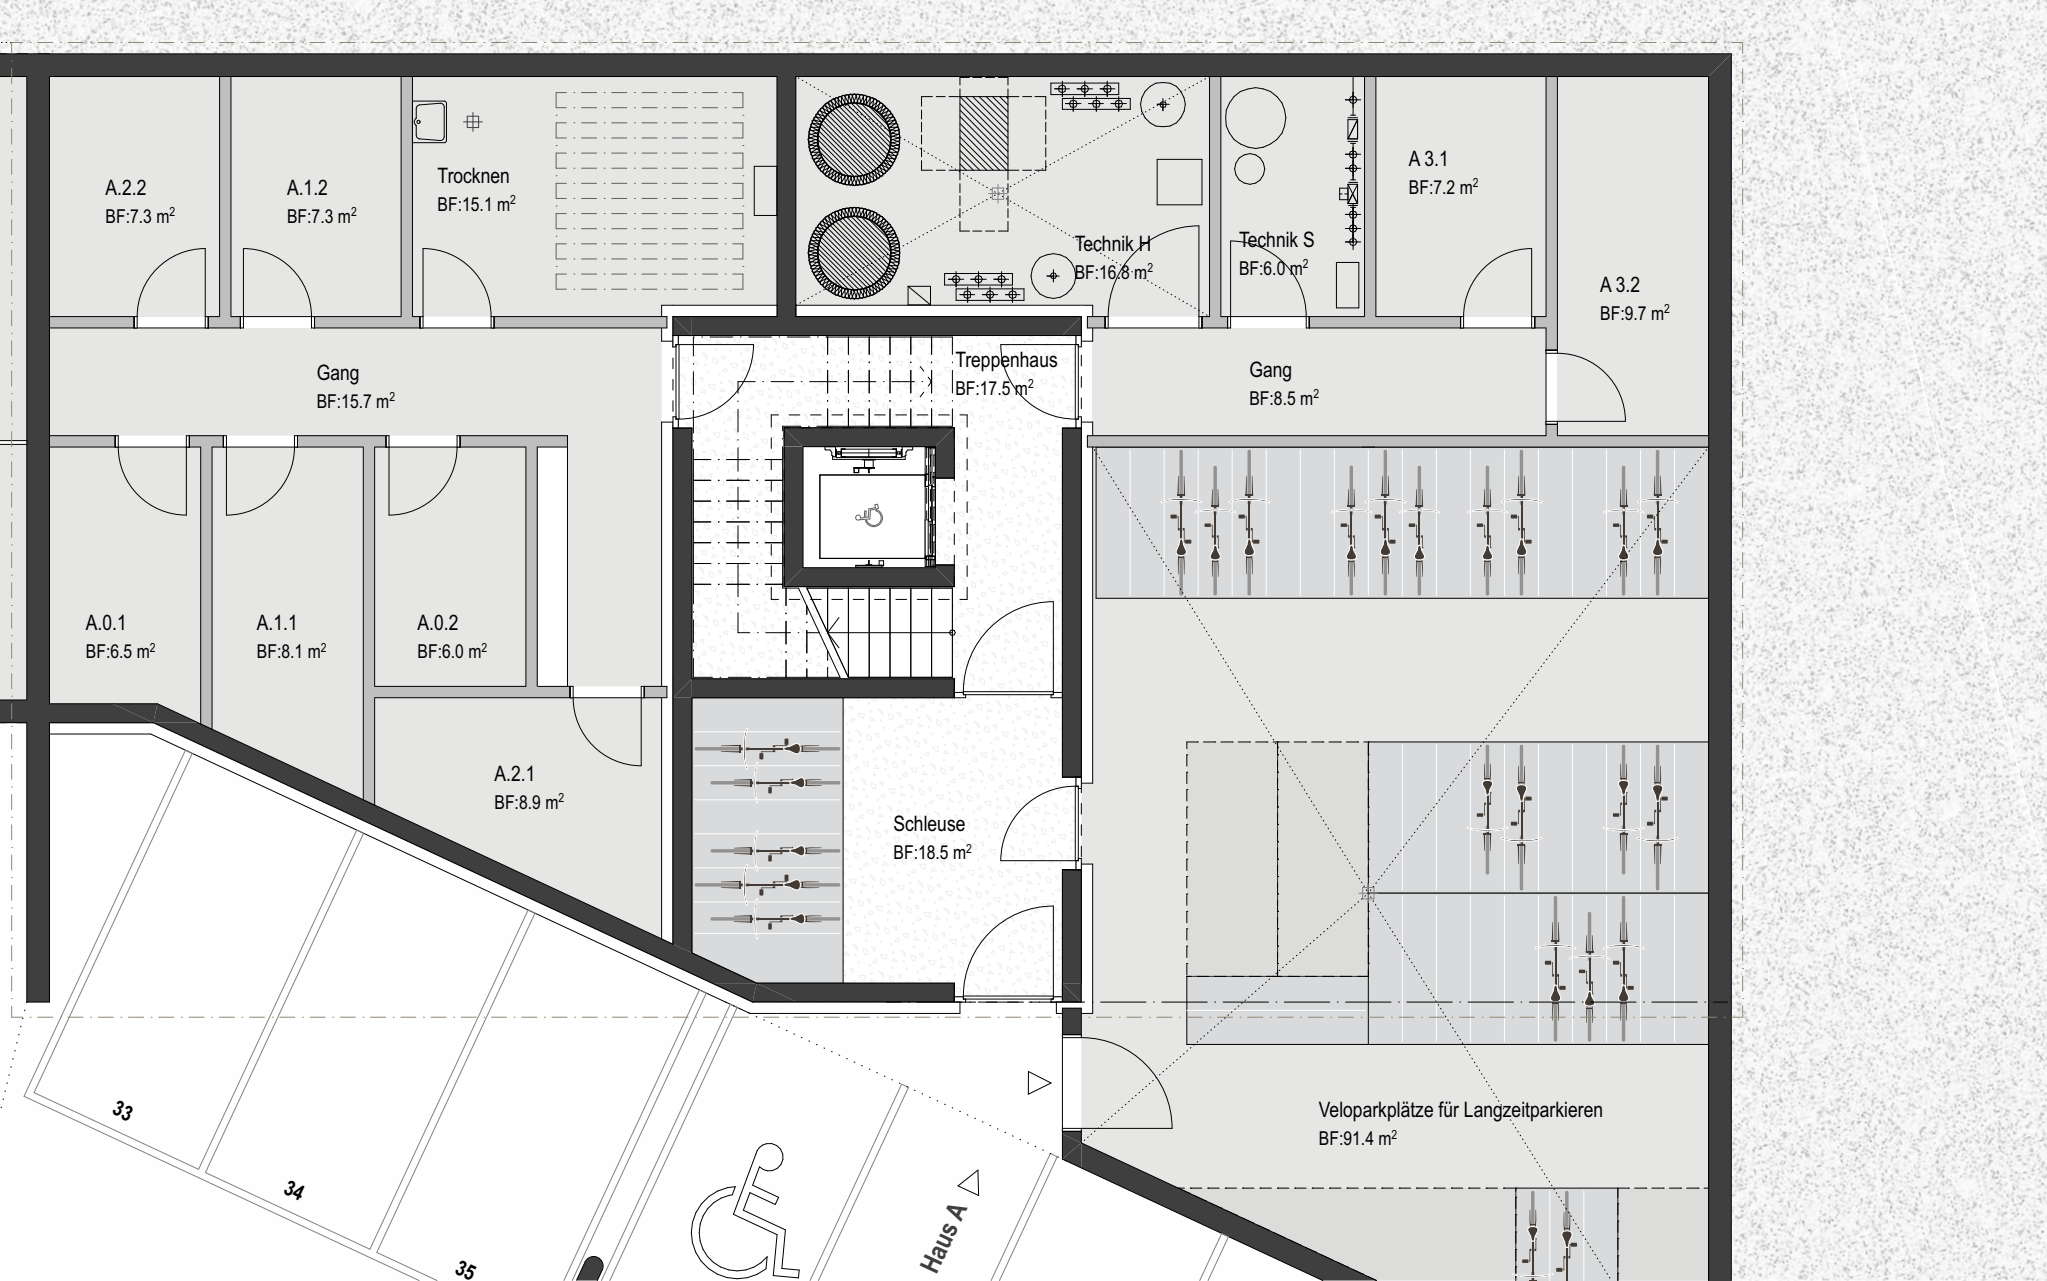 A.2.2
BF:7.3 m²
A.1.2
BF:7.3 m²
Trocknen
BF:15.1 m²
Technik H
BF:16.8 m²
Technik S
BF:6.0 m²
A 3.1
BF:7.2 m²
A 3.2
BF:9.7 m²
Gang
BF:15.7 m²
Treppenhaus
BF:17.5 m²
Gang
BF:8.5 m²
A.0.1
BF:6.5 m²
A.1.1
BF:8.1 m²
A.0.2
BF:6.0 m²
A.2.1
BF:8.9 m²
Schleuse
BF:18.5 m²
Veloparkplätze für Langzeitparkieren
BF:91.4 m²
33
34
35
Haus A